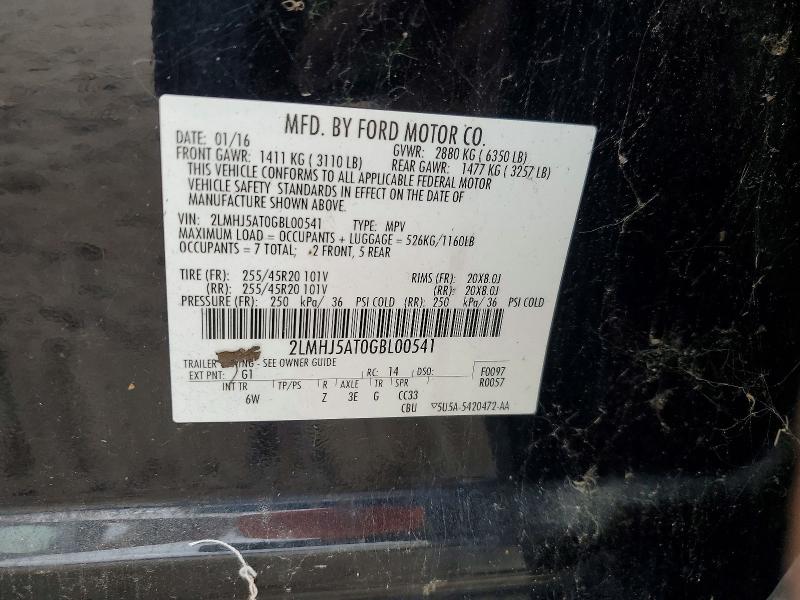 MFD. BY FORD MOTOR CO.
DATE: 01/16 GVWR: 2880 KG (6350 LB)
FRONT GAWR: 1411 KG (3110 LB) REAR GAWR: 1477 KG (3257 LB)
THIS VEHICLE CONFORMS TO ALL APPLICABLE FEDERAL MOTOR
VEHICLE SAFETY STANDARDS IN EFFECT ON THE DATE OF
MANUFACTURE SHOWN ABOVE.
VIN: 2LMHJ5AT0GBL00541 TYPE: MPV
MAXIMUM LOAD = OCCUPANTS + LUGGAGE = 526KG/1160LB
OCCUPANTS = 7 TOTAL; 2 FRONT, 5 REAR
TIRE (FR): 255/45R20 101V RIMS (FR): 20X8.0J
(RR): 255/45R20 101V (RR): 20X8.0J
PRESSURE (FR): 250 kPa/ 36 PSI COLD (RR): 250 kPa/ 36 PSI COLD
2LMHJ5AT0GBL00541
TRAILER - SEE OWNER GUIDE
EXT PNT: G1 RC: 14 DSO: F0097
R0057
INT TR TP/PS R AXLE TR SPR
6W Z 3E G CC33
CBU ▽5U5A-5420472-AA